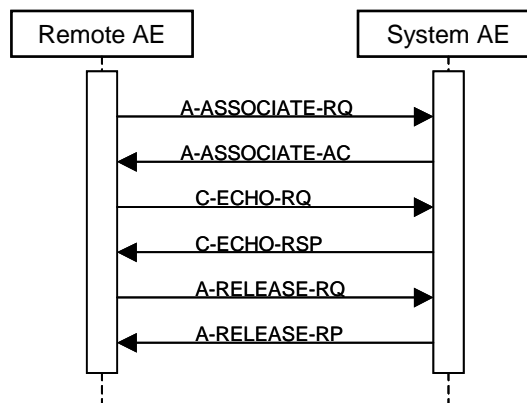 Remote AE
System AE
A-ASSOCIATE-RQ
A-ASSOCIATE-AC
C-ECHO-RQ
C-ECHO-RSP
A-RELEASE-RQ
A-RELEASE-RP